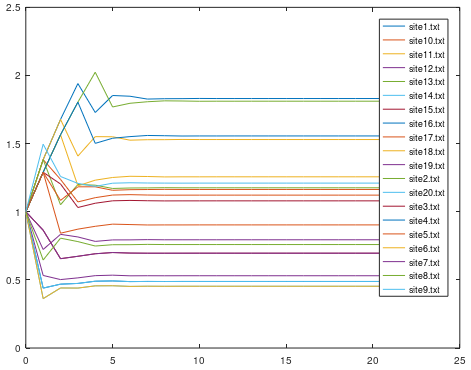 2.5
2
1.5
1
0.5
0
0 5 10 15 20 25
site1.txt
site10.txt
site11.txt
site12.txt
site13.txt
site14.txt
site15.txt
site16.txt
site17.txt
site18.txt
site19.txt
site2.txt
site20.txt
site3.txt
site4.txt
site5.txt
site6.txt
site7.txt
site8.txt
site9.txt